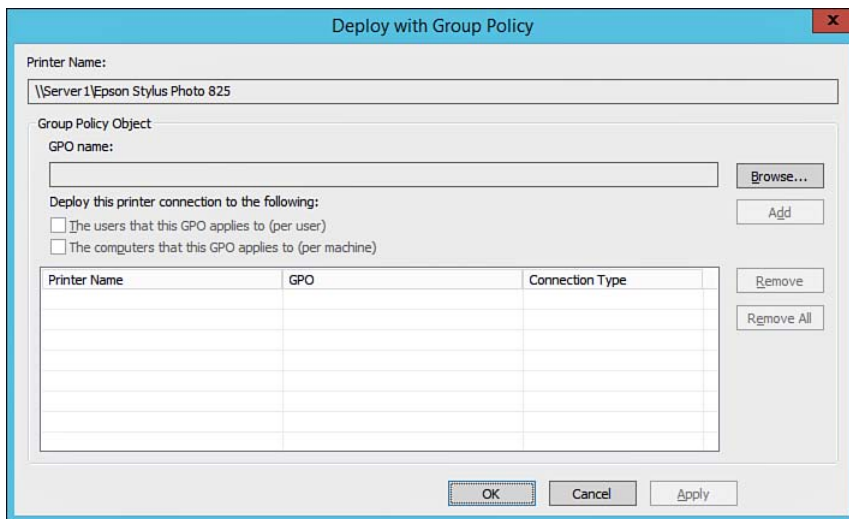 Deploy with Group Policy
x
Printer Name:
\\Server1\Epson Stylus Photo 825
Group Policy Object
GPO name:
Browse...
Deploy this printer connection to the following:
Add
The users that this GPO applies to (per user)
The computers that this GPO applies to (per machine)
Printer Name GPO Connection Type
Remove
Remove All
OK Cancel Apply